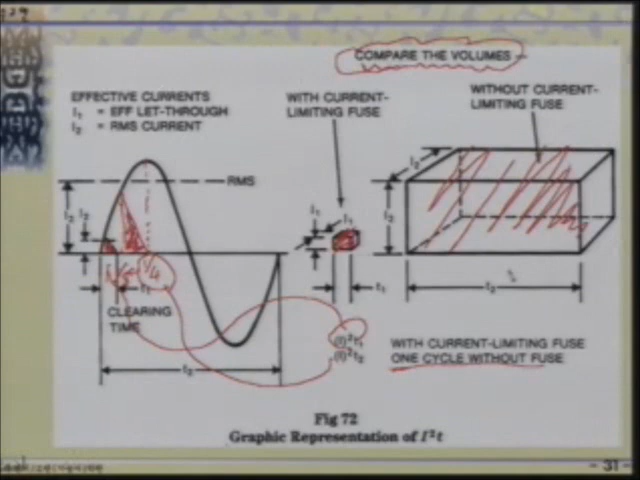 COMPARE THE VOLUMES
EFFECTIVE CURRENTS
I₁ = EFF LET-THROUGH
I₂ = RMS CURRENT
WITH CURRENT-
LIMITING FUSE
WITHOUT CURRENT-
LIMITING FUSE
RMS
I₂
I₂
I₂
I₁
I₁
I₂
t₁
t₁
t₂
CLEARING
TIME
t₂
(I)²t₁
(I)²t₂
WITH CURRENT-LIMITING FUSE
ONE CYCLE WITHOUT FUSE
Fig 72
Graphic Representation of I²t
- 31 -